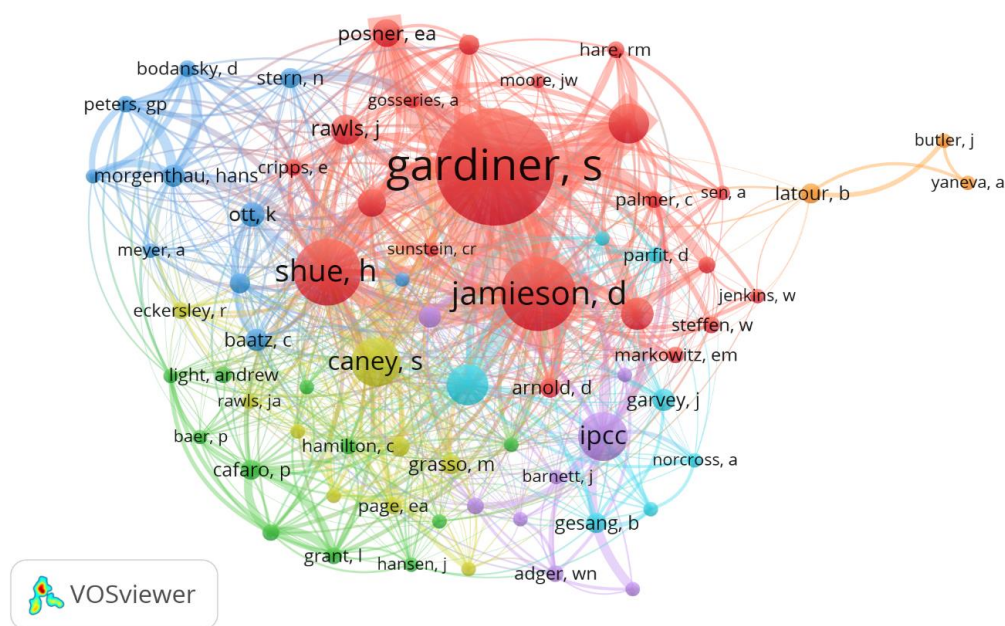 posner, ea
hare, rm
bodansky, d
stern, n
moore, jw
peters, gp
gosseries, a
rawls, j
butler, j
gardiner, s
cripps, e
morgenthau, hans
yaneva, a
latour, b
sen, a
palmer, c
ott, k
meyer, a
sunstein, cr
parfit, d
shue, h
jamieson, d
jenkins, w
eckersley, r
steffen, w
baatz, c
caney, s
markowitz, em
light, andrew
arnold, d
garvey, j
rawls, ja
baer, p
hamilton, c
ipcc
cafaro, p
grasso, m
norcross, a
barnett, j
page, ea
gesang, b
grant, l
hansen, j
adger, wn
VOSviewer